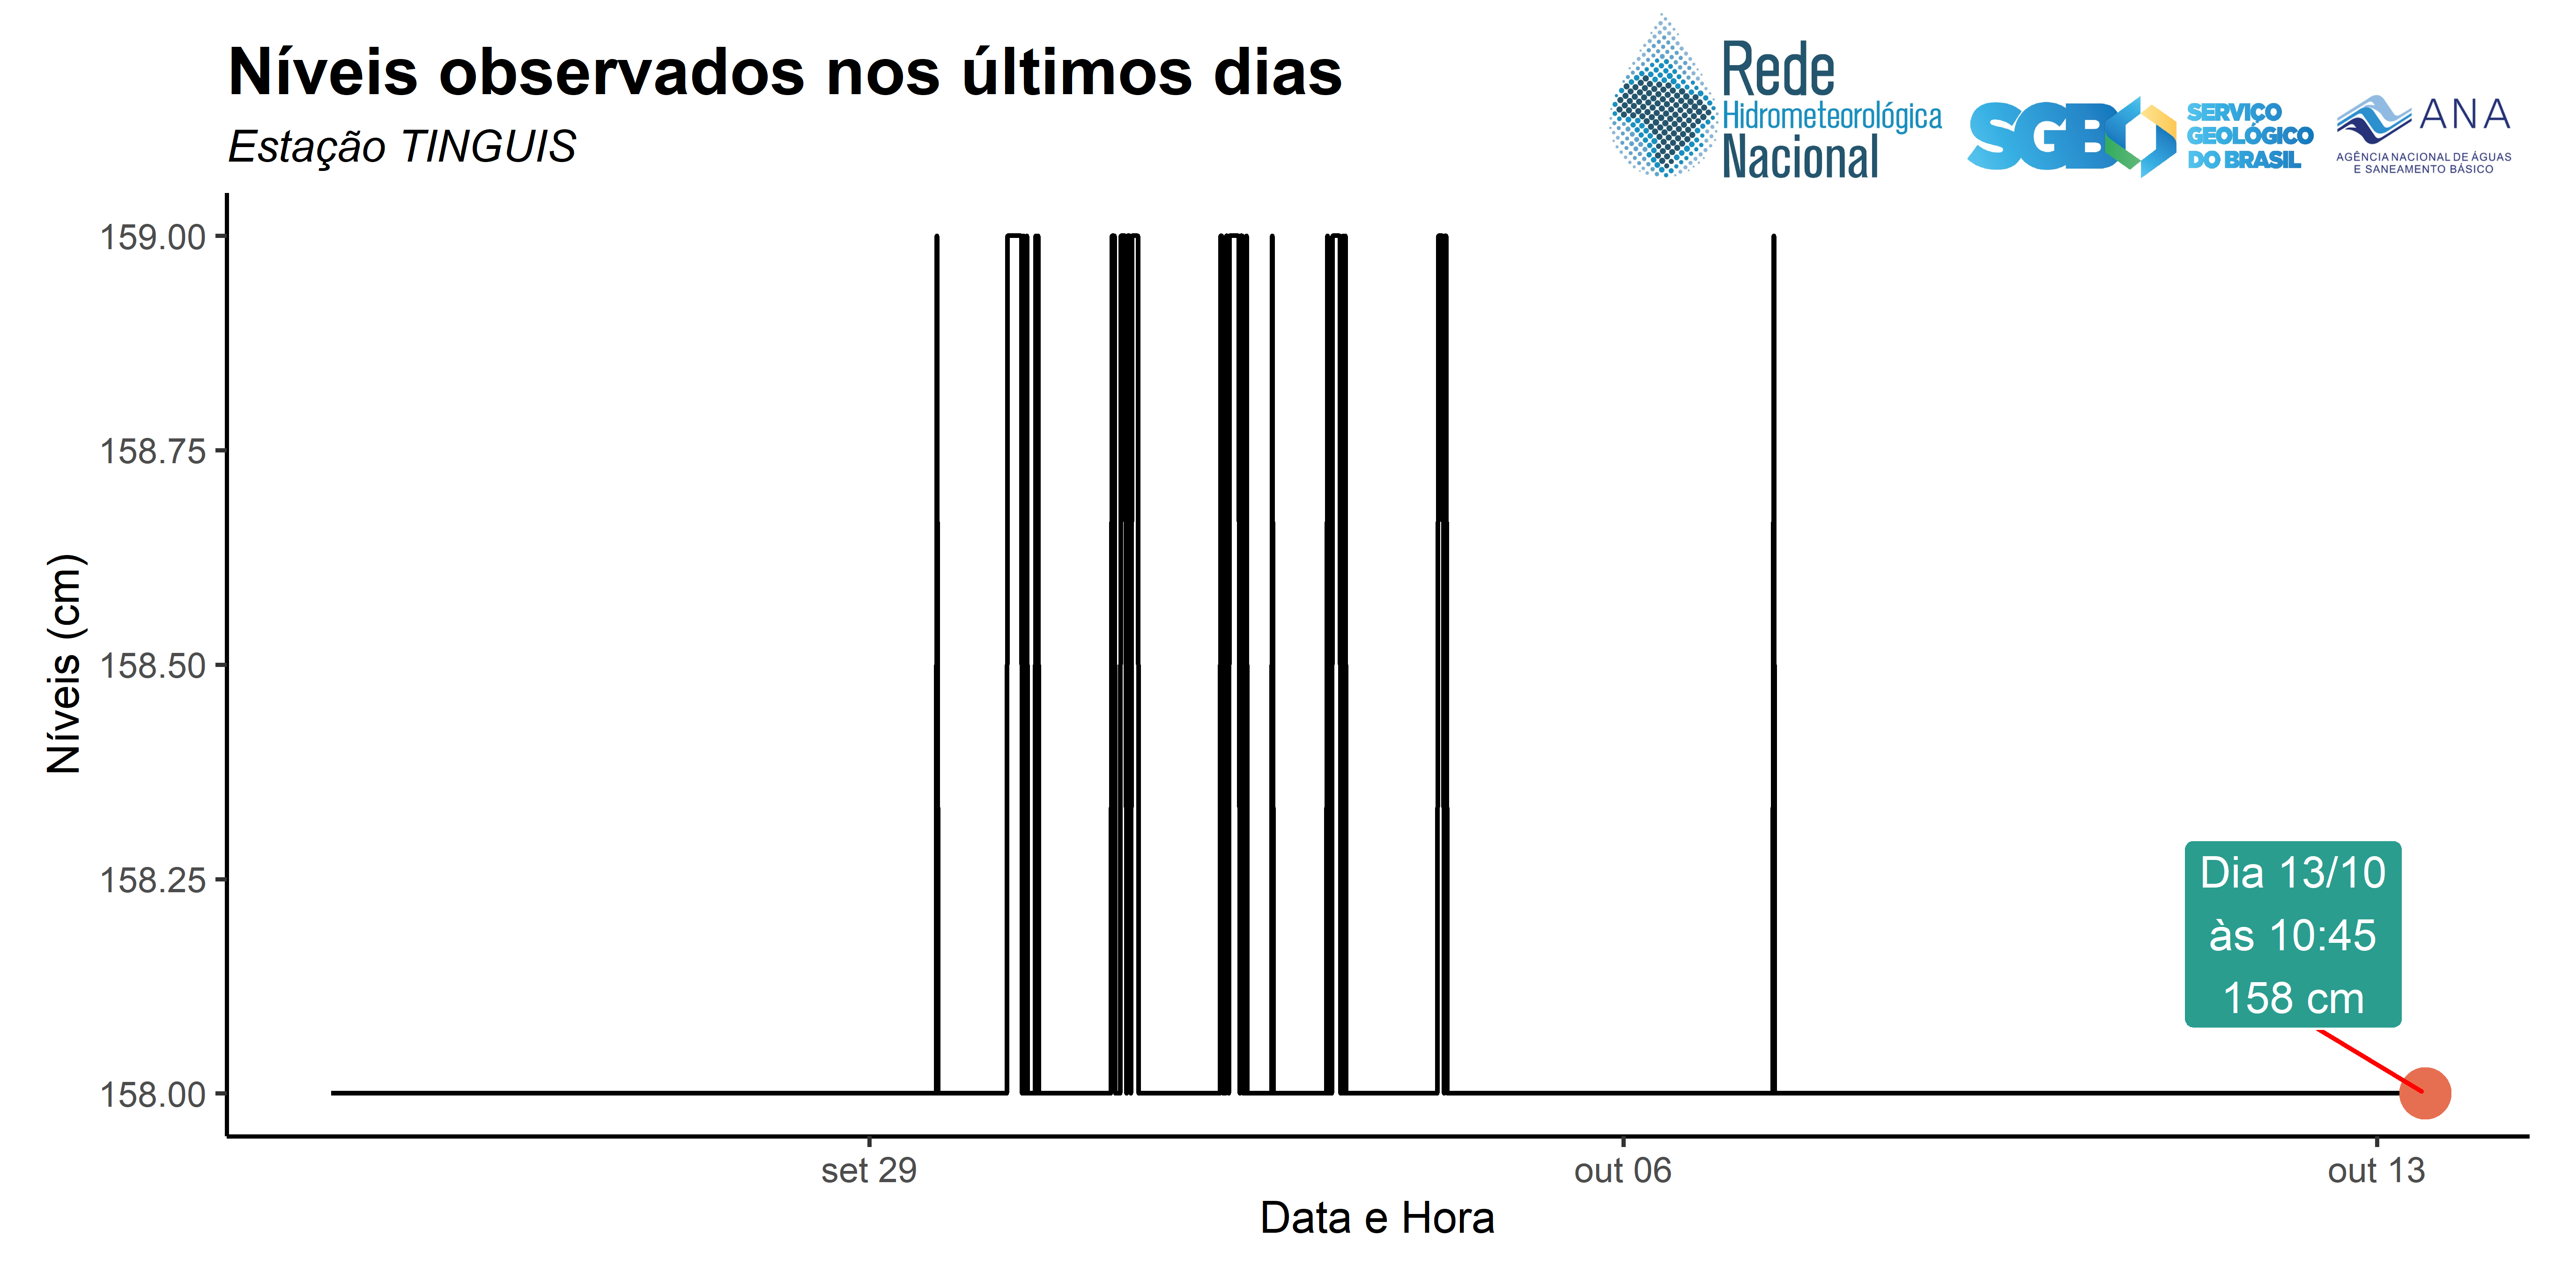 Níveis observados nos últimos dias
Estação TINGUIS
Rede
Hidrometeorológica
Nacional
SGB
SERVIÇO
GEOLÓGICO
DO BRASIL
ANA
AGÊNCIA NACIONAL DE ÁGUAS
E SANEAMENTO BÁSICO
159.00
158.75
158.50
158.25
158.00
Níveis (cm)
Dia 13/10
às 10:45
158 cm
set 29
out 06
out 13
Data e Hora